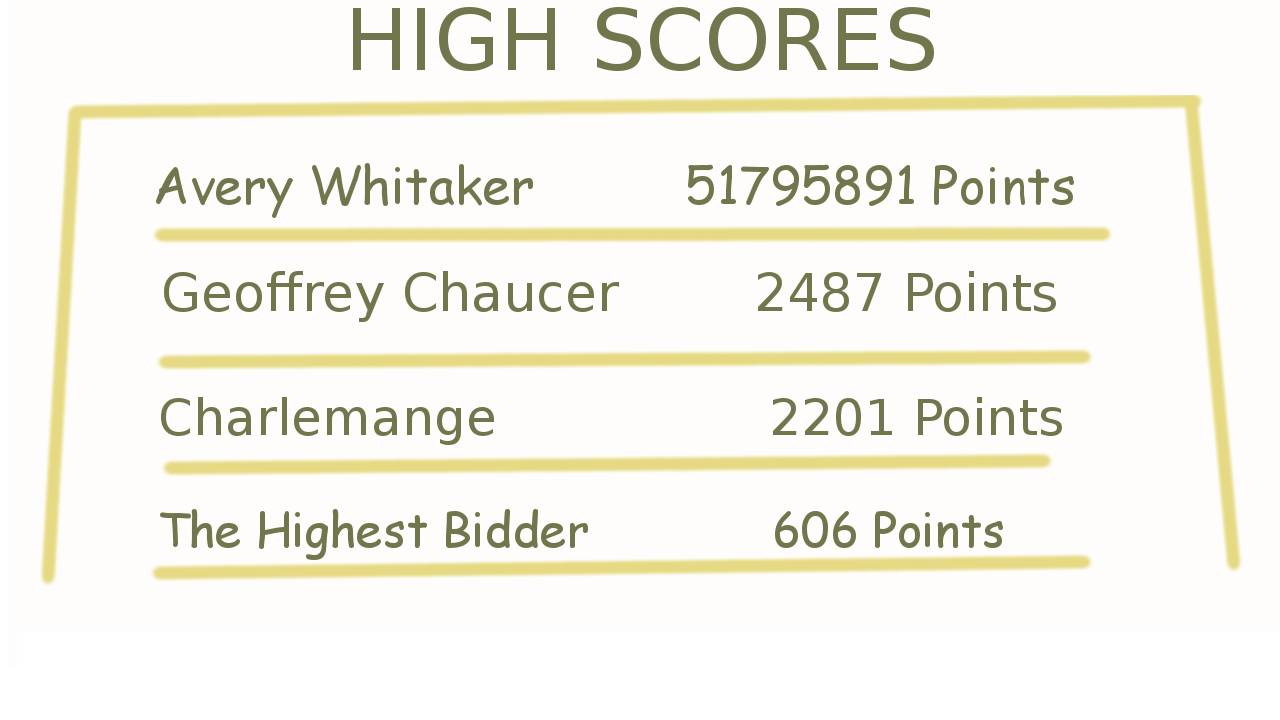 HIGH SCORES
Avery Whitaker 51795891 Points
Geoffrey Chaucer 2487 Points
Charlemange 2201 Points
The Highest Bidder 606 Points